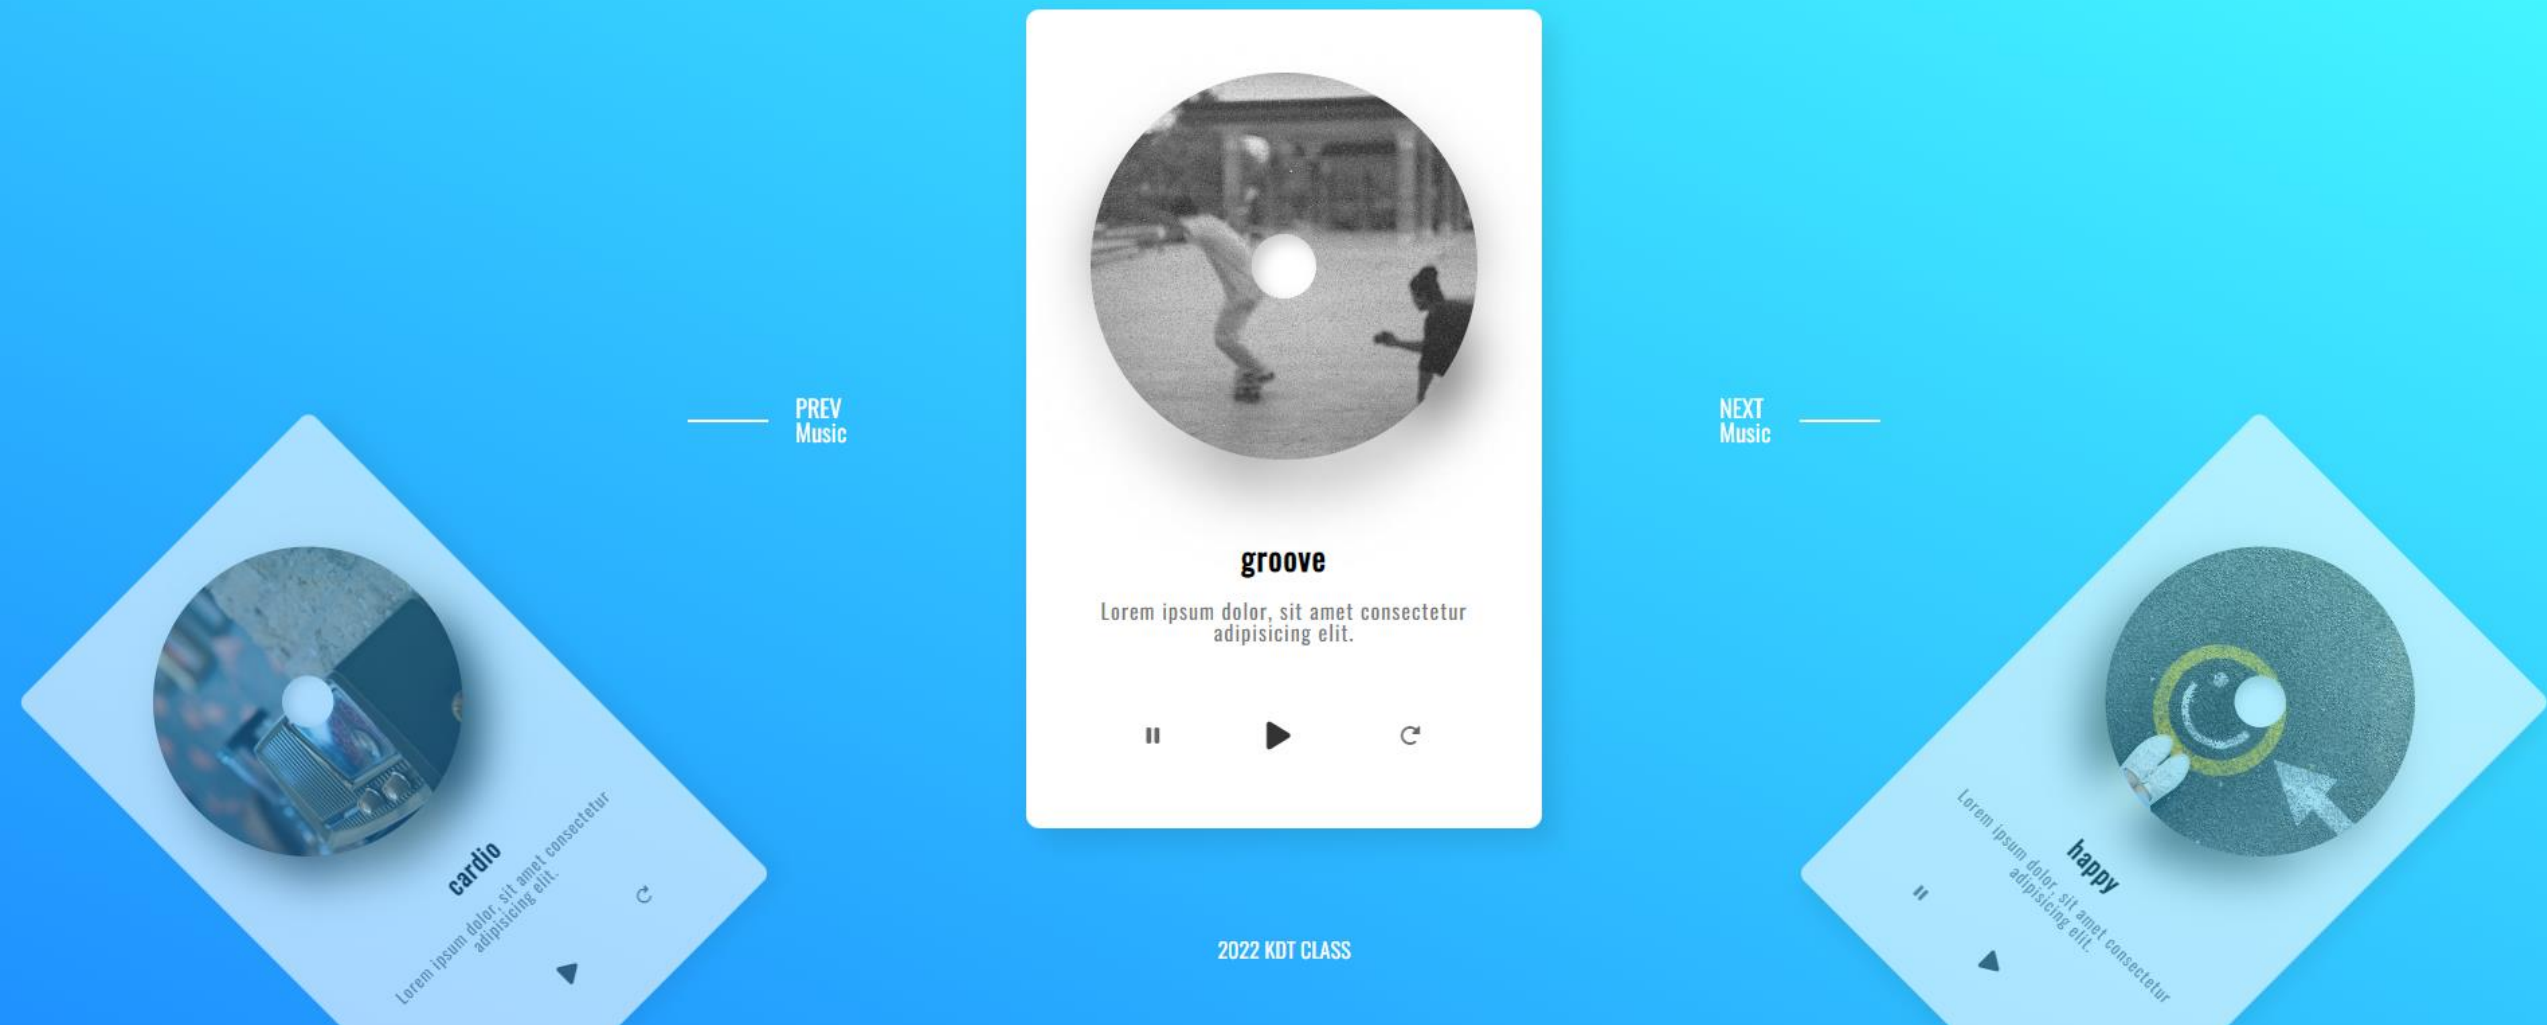 PREV
Music
NEXT
Music
groove
Lorem ipsum dolor, sit amet consectetur
adipisicing elit.
cardio
Lorem ipsum dolor, sit amet consectetur
adipisicing elit.
happy
Lorem ipsum dolor, sit amet consectetur
adipisicing elit.
2022 KDT CLASS